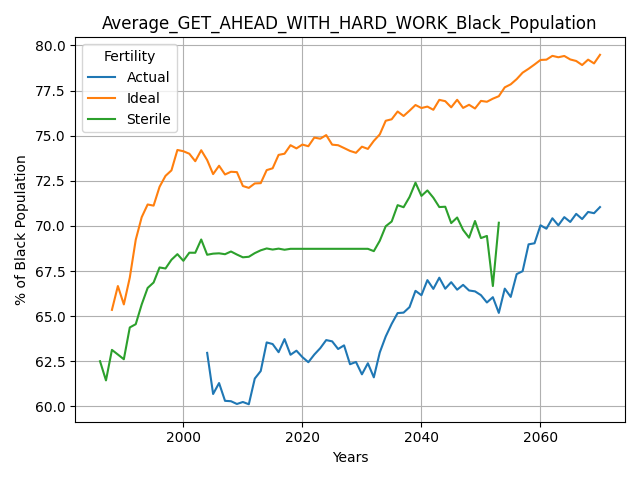 Average_GET_AHEAD_WITH_HARD_WORK_Black_Population
Fertility
Actual
Ideal
Sterile
% of Black Population
80.0
77.5
75.0
72.5
70.0
67.5
65.0
62.5
60.0
2000
2020
2040
2060
Years